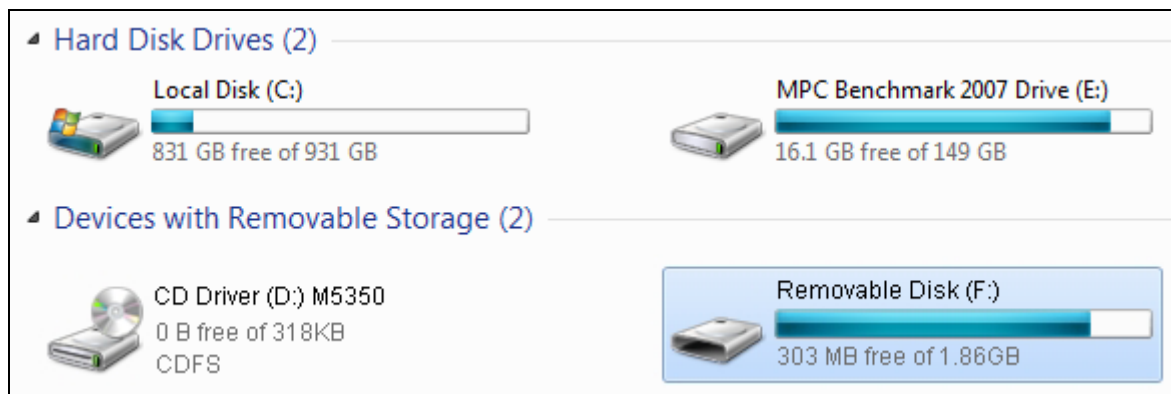 Hard Disk Drives (2)
Local Disk (C:)
831 GB free of 931 GB
MPC Benchmark 2007 Drive (E:)
16.1 GB free of 149 GB
Devices with Removable Storage (2)
CD Driver (D:) M5350
0 B free of 318KB
CDFS
Removable Disk (F:)
303 MB free of 1.86GB